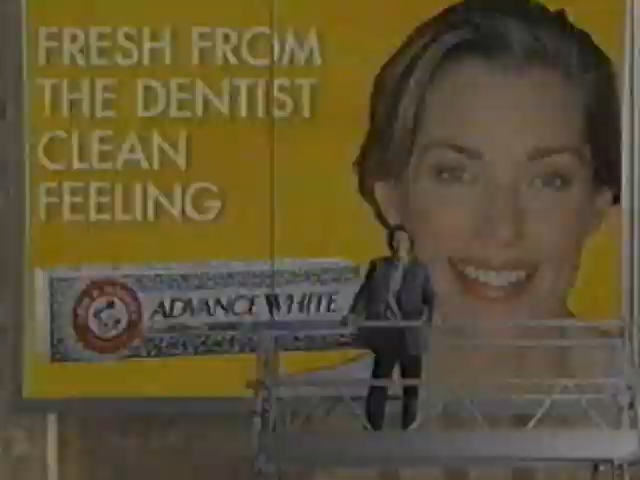 FRESH FROM
THE DENTIST
CLEAN
FEELING
ADVANCE WHITE